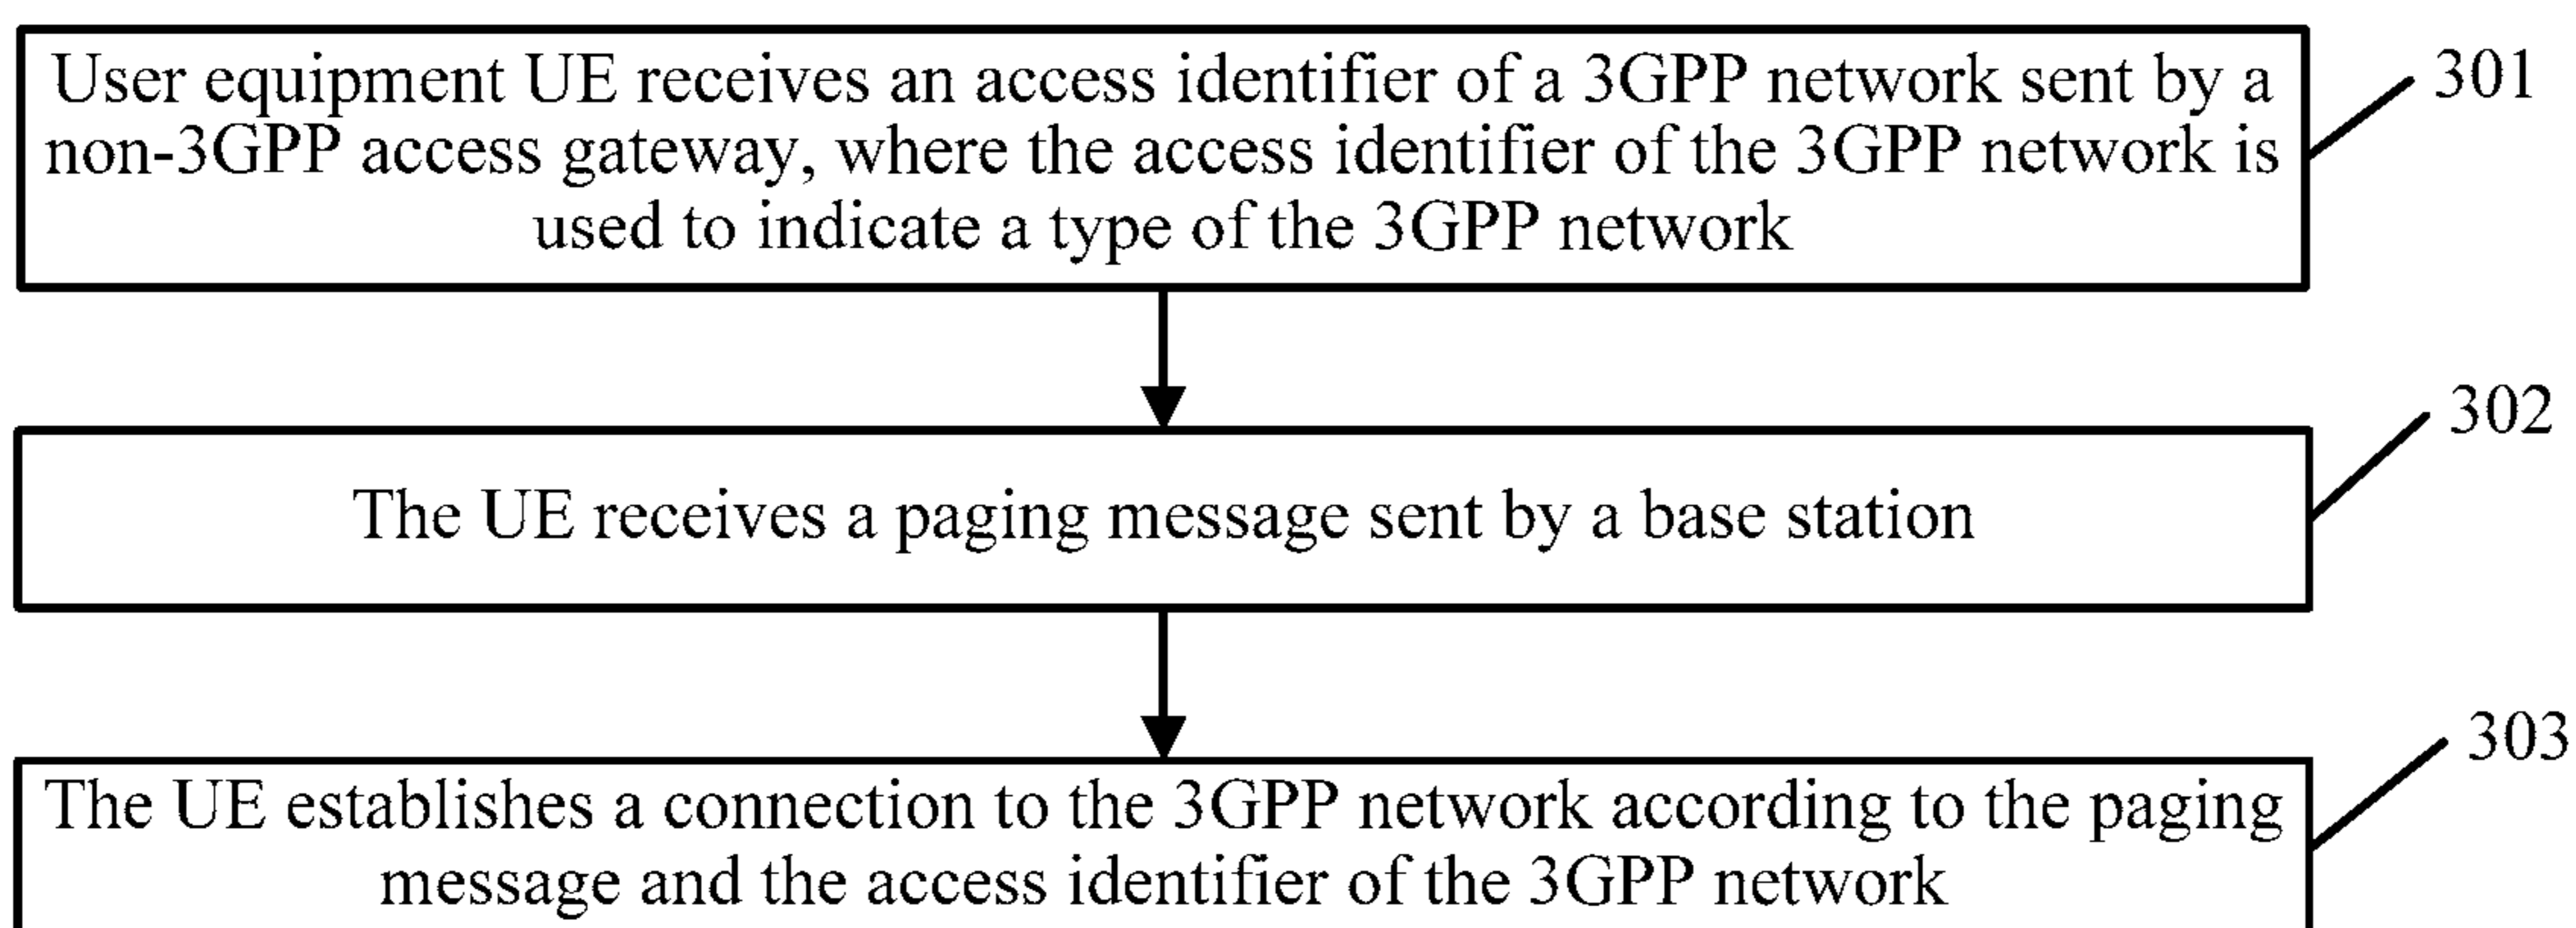 User equipment UE receives an access identifier of a 3GPP network sent by a
non-3GPP access gateway, where the access identifier of the 3GPP network is
used to indicate a type of the 3GPP network
301
The UE receives a paging message sent by a base station
302
The UE establishes a connection to the 3GPP network according to the paging
message and the access identifier of the 3GPP network
303